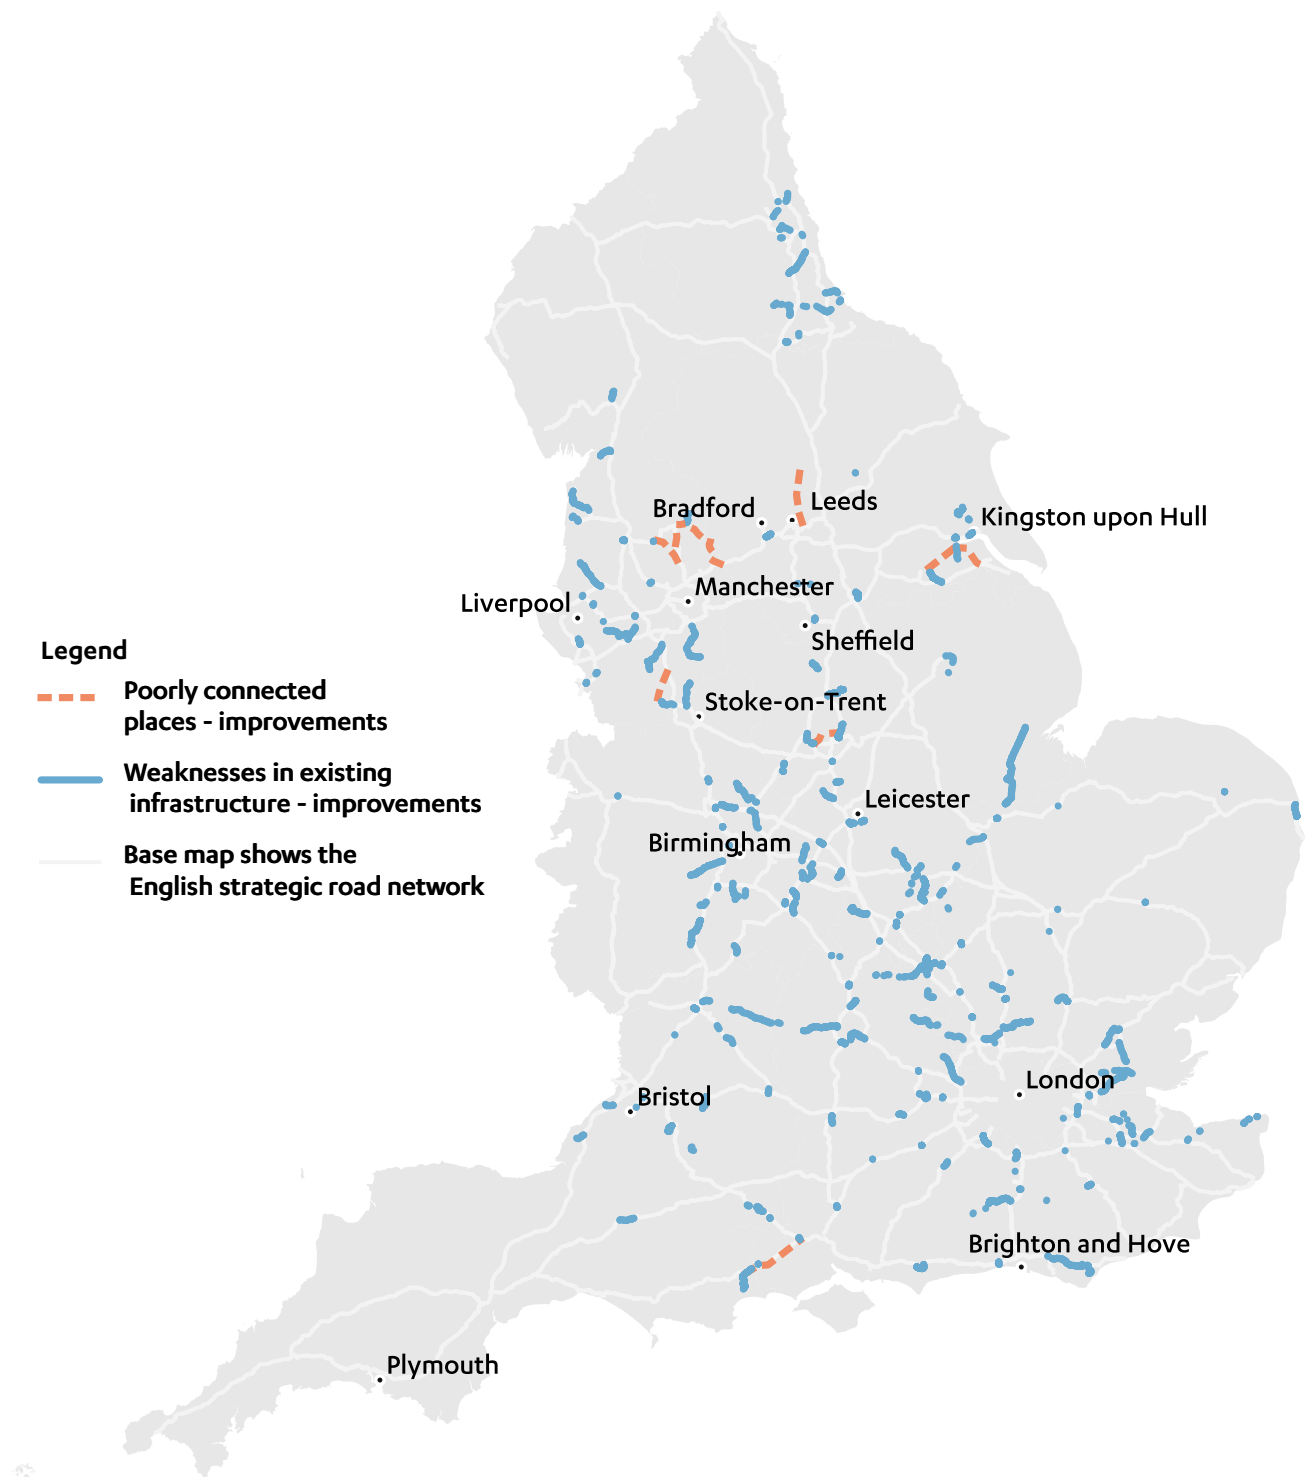 Bradford
Leeds
Kingston upon Hull
Manchester
Liverpool
Sheffield
Legend
Poorly connected
places - improvements
Stoke-on-Trent
Weaknesses in existing
infrastructure - improvements
Leicester
Birmingham
Base map shows the
English strategic road network
London
Bristol
Brighton and Hove
Plymouth